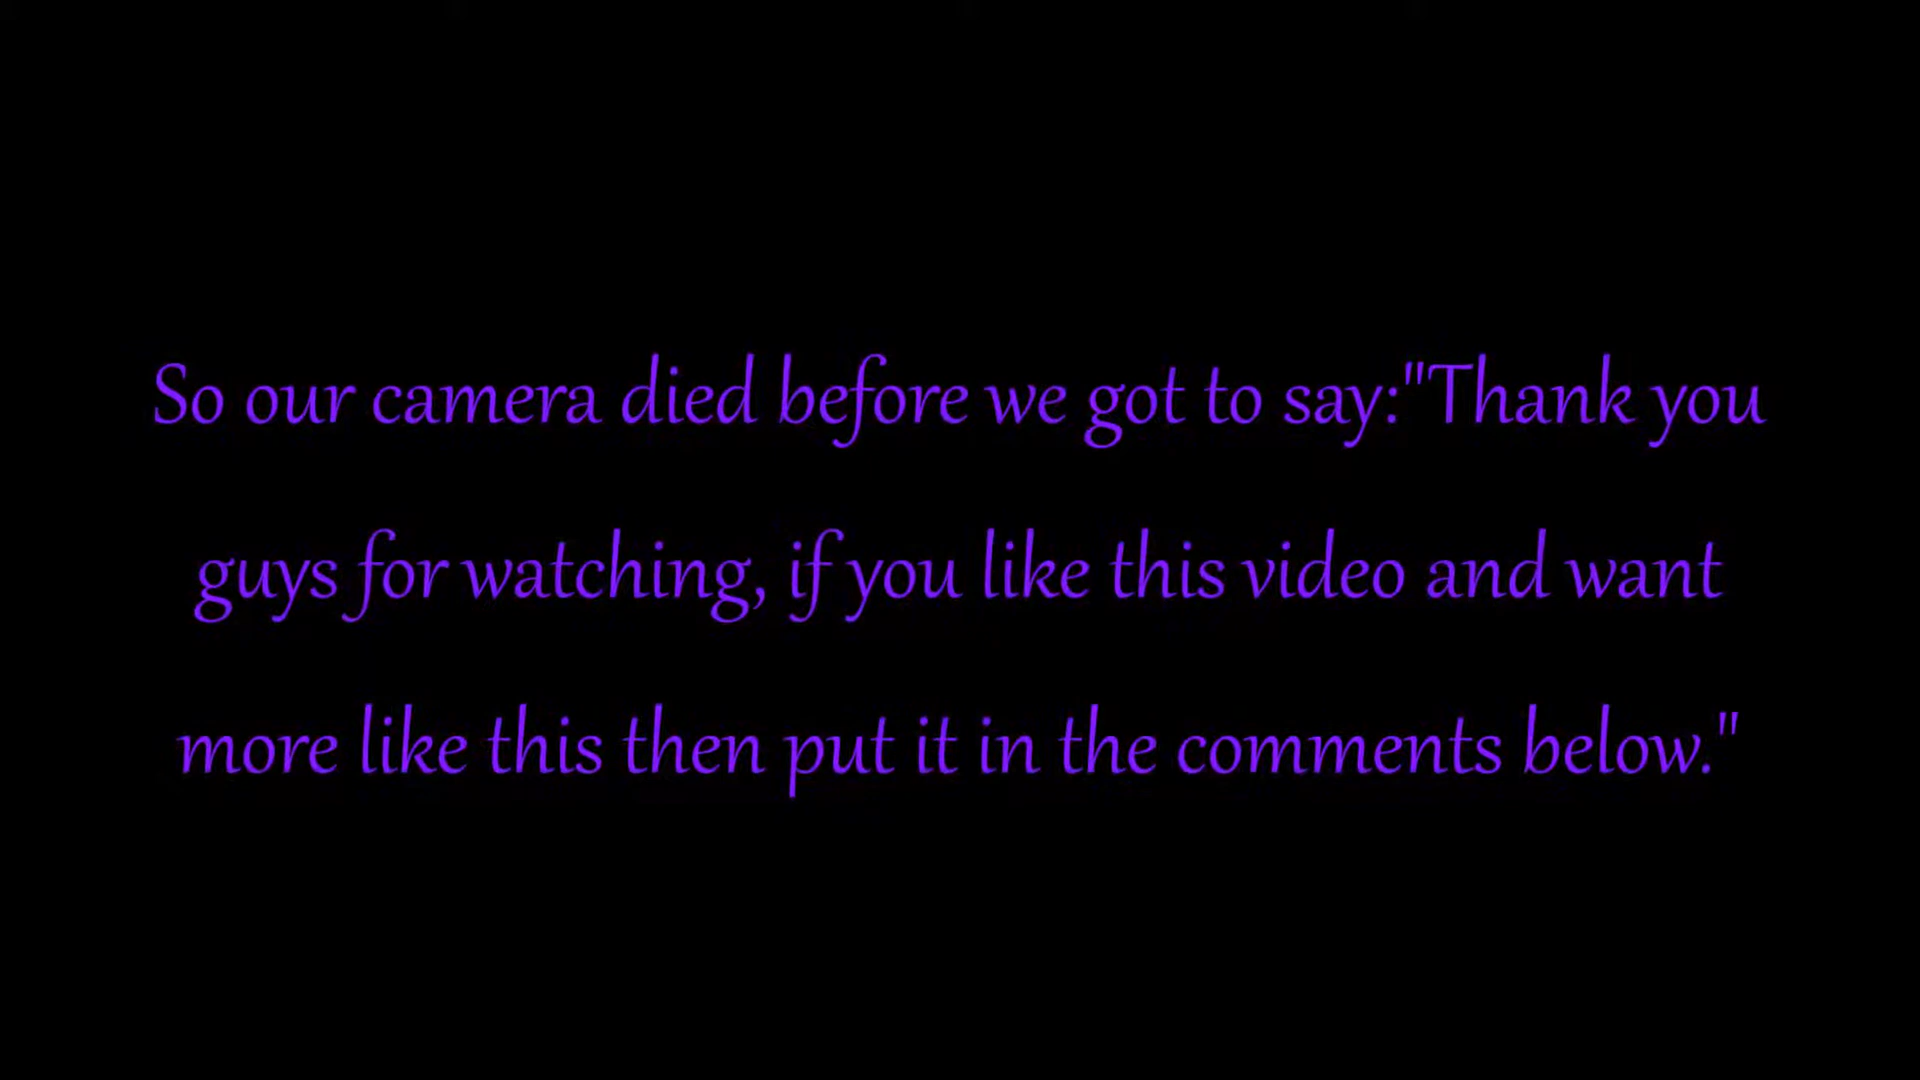 So our camera died before we got to say:"Thank you
guys for watching, if you like this video and want
more like this then put it in the comments below."